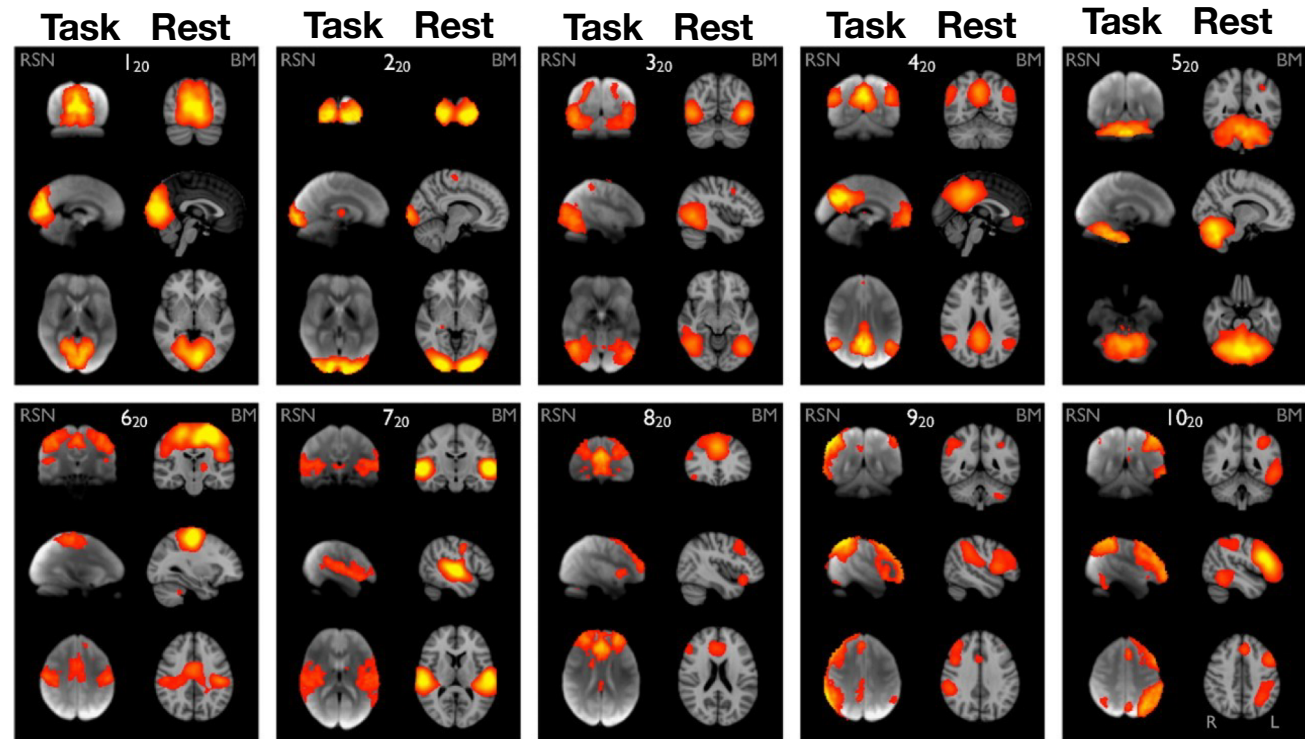 Task Rest Task Rest Task Rest Task Rest Task Rest
RSN 1₂₀ BM RSN 2₂₀ BM RSN 3₂₀ BM RSN 4₂₀ BM RSN 5₂₀ BM
RSN 6₂₀ BM RSN 7₂₀ BM RSN 8₂₀ BM RSN 9₂₀ BM RSN 10₂₀ BM
R L